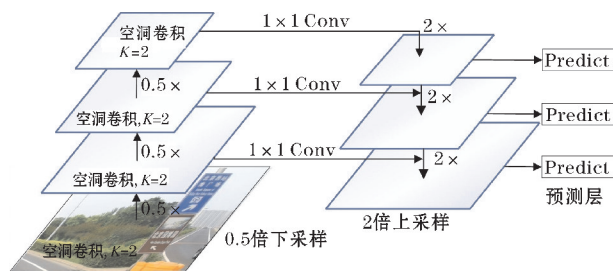 空洞卷积
K=2
1×1 Conv
2×
Predict
0.5×
空洞卷积,K=2
1×1 Conv
2×
Predict
0.5×
空洞卷积,K=2
1×1 Conv
2×
Predict
预测层
0.5×
空洞卷积,K=2
0.5倍下采样
2倍上采样